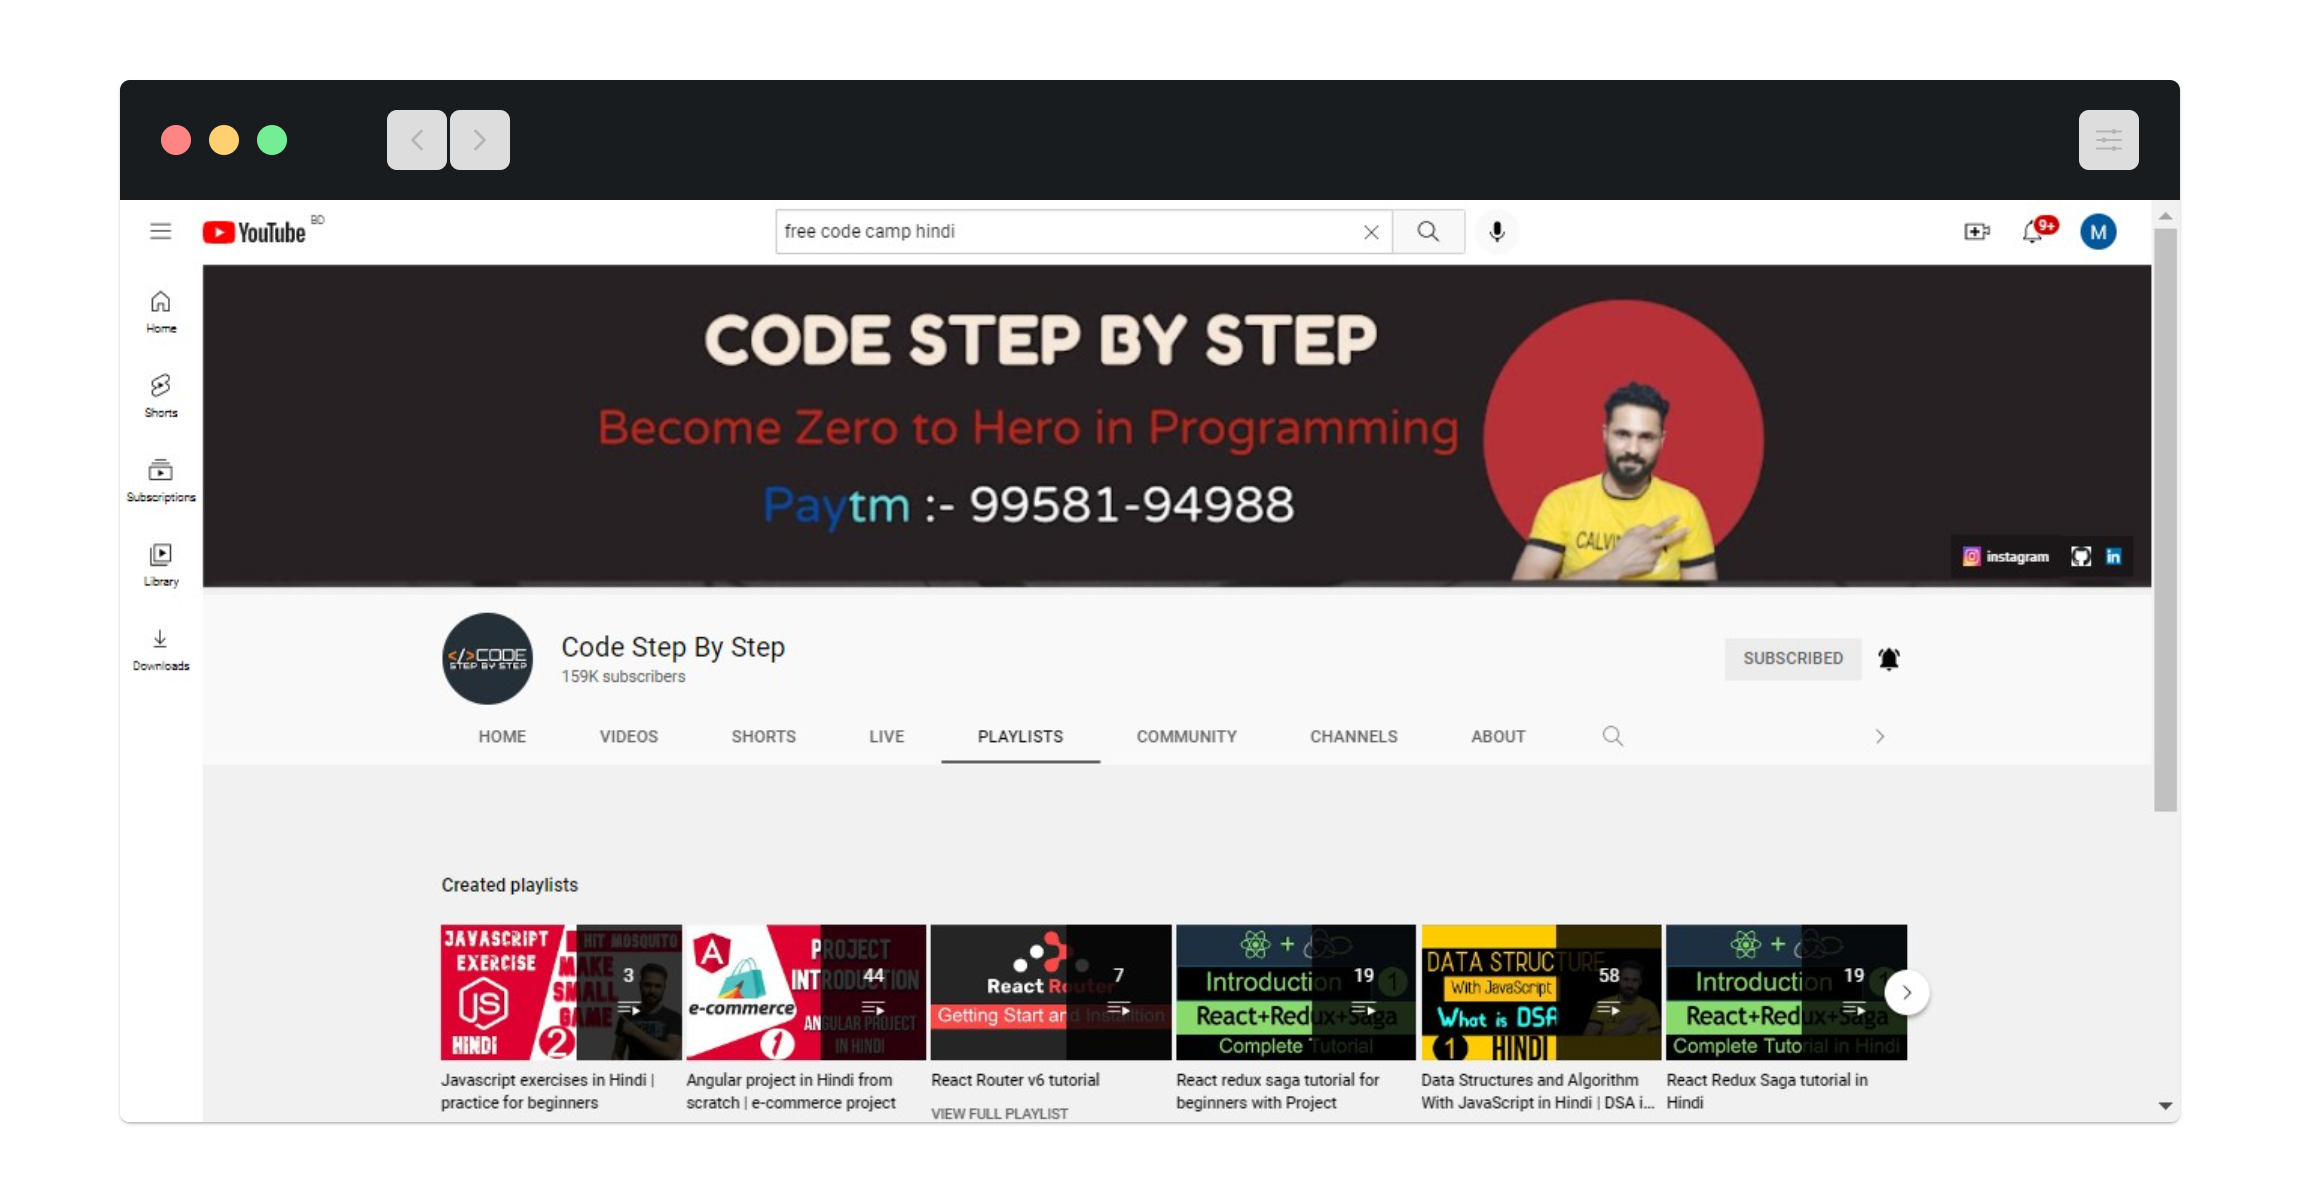 YouTube BD
free code camp hindi
9+
M
Home
Shorts
Subscriptions
Library
Downloads
CODE STEP BY STEP
Become Zero to Hero in Programming
Paytm :- 99581-94988
CALVI
instagram
in
</>CODE
STEP BY STEP
Code Step By Step
159K subscribers
SUBSCRIBED
HOME VIDEOS SHORTS LIVE PLAYLISTS COMMUNITY CHANNELS ABOUT
Created playlists
JAVASCRIPT
EXERCISE
JS
HINDI
HIT MOSQUITO
MAKE
SMALL
GAME
2
3
Javascript exercises in Hindi |
practice for beginners
A
e-commerce
PROJECT
INTRODUCTION
ANGULAR PROJECT
IN HINDI
1
44
Angular project in Hindi from
scratch | e-commerce project
React Router
Getting Start and
7
React Router v6 tutorial
VIEW FULL PLAYLIST
+
Introduction 1
React+Redux+Saga
Complete Tutorial
19
React redux saga tutorial for
beginners with Project
DATA STRUCTURE
With JavaScript
What is DSA
1 HINDI
58
Data Structures and Algorithm
With JavaScript in Hindi | DSA i...
+
Introduction
React+Redux+Saga
Complete Tutorial in Hindi
19
React Redux Saga tutorial in
Hindi